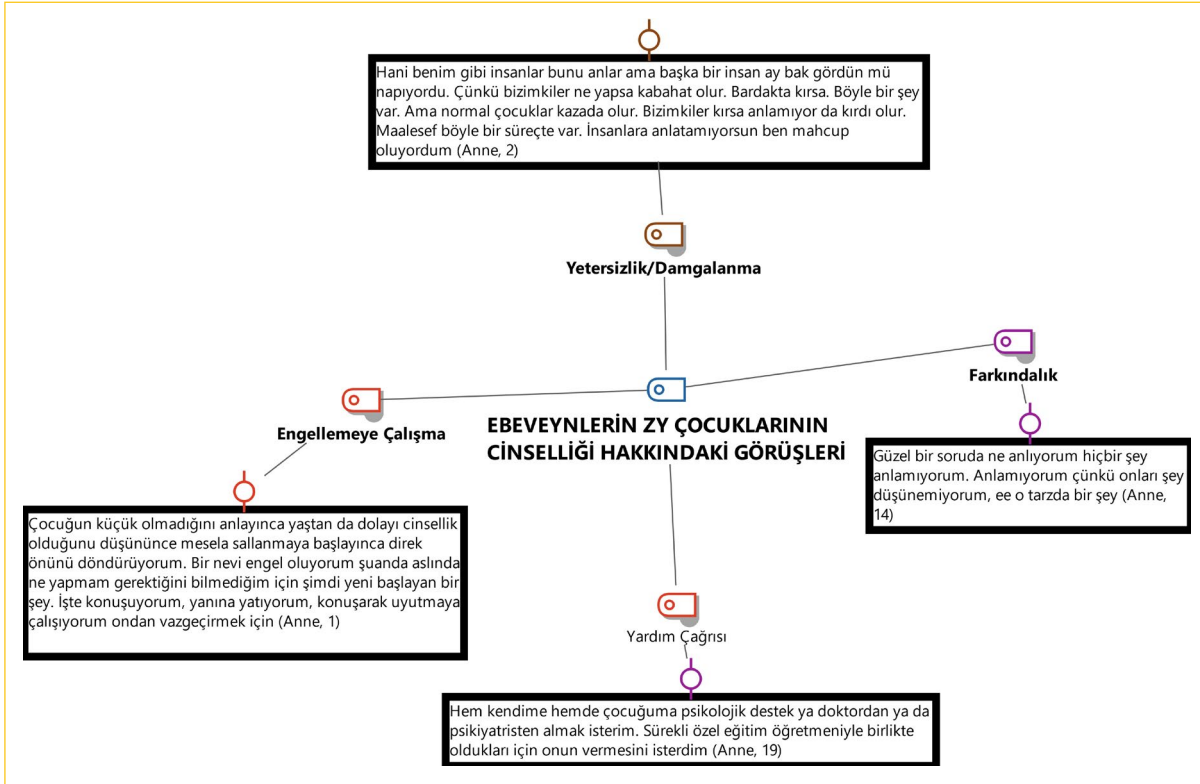 Hani benim gibi insanlar bunu anlar ama başka bir insan ay bak gördün mü
napıyordu. Çünkü bizimkiler ne yapsa kabahat olur. Bardakta kırsa. Böyle bir şey
var. Ama normal çocuklar kazada olur. Bizimkiler kırsa anlamıyor da kırdı olur.
Maalesef böyle bir süreçte var. İnsanlara anlatamıyorsun ben mahcup
oluyordum (Anne, 2)
Yetersizlik/Damgalanma
Farkındalık
Güzel bir soruda ne anlıyorum hiçbir şey
anlamıyorum. Anlamıyorum çünkü onları şey
düşünemiyorum, ee o tarzda bir şey (Anne,
14)
EBEVEYNLERİN ZY ÇOCUKLARININ
CİNSELLİĞİ HAKKINDAKİ GÖRÜŞLERİ
Engellemeye Çalışma
Çocuğun küçük olmadığını anlayınca yaştan da dolayı cinsellik
olduğunu düşününce mesela sallanmaya başlayınca direk
önünü döndürüyorum. Bir nevi engel oluyorum şuanda aslında
ne yapmam gerektiğini bilmediğim için şimdi yeni başlayan bir
şey. İşte konuşuyorum, yanına yatıyorum, konuşarak uyutmaya
çalışıyorum ondan vazgeçirmek için (Anne, 1)
Yardım Çağrısı
Hem kendime hemde çocuğuma psikolojik destek ya doktordan ya da
psikiyatristen almak isterim. Sürekli özel eğitim öğretmeniyle birlikte
oldukları için onun vermesini isterdim (Anne, 19)